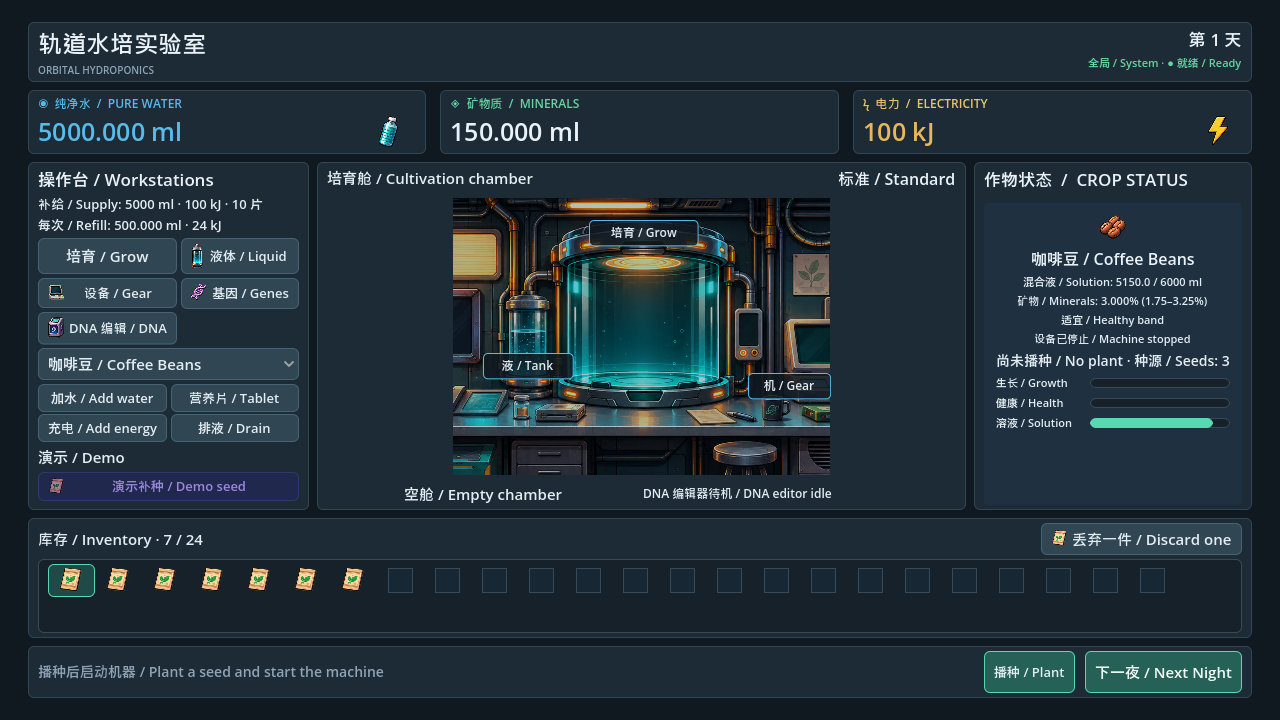 轨道水培实验室
ORBITAL HYDROPONICS
第 1 天
全局 / System · ● 就绪 / Ready
纯净水 / PURE WATER
5000.000 ml
矿物质 / MINERALS
150.000 ml
电力 / ELECTRICITY
100 kJ
操作台 / Workstations
补给 / Supply: 5000 ml · 100 kJ · 10 片
每次 / Refill: 500.000 ml · 24 kJ
培育 / Grow
液体 / Liquid
设备 / Gear
基因 / Genes
DNA 编辑 / DNA
咖啡豆 / Coffee Beans
加水 / Add water
营养片 / Tablet
充电 / Add energy
排液 / Drain
演示 / Demo
演示补种 / Demo seed
培育舱 / Cultivation chamber
标准 / Standard
培育 / Grow
液 / Tank
机 / Gear
空舱 / Empty chamber
DNA 编辑器待机 / DNA editor idle
作物状态 / CROP STATUS
咖啡豆 / Coffee Beans
混合液 / Solution: 5150.0 / 6000 ml
矿物 / Minerals: 3.000% (1.75–3.25%)
适宜 / Healthy band
设备已停止 / Machine stopped
尚未播种 / No plant · 种源 / Seeds: 3
生长 / Growth
健康 / Health
溶液 / Solution
库存 / Inventory · 7 / 24
丢弃一件 / Discard one
播种后启动机器 / Plant a seed and start the machine
播种 / Plant
下一夜 / Next Night